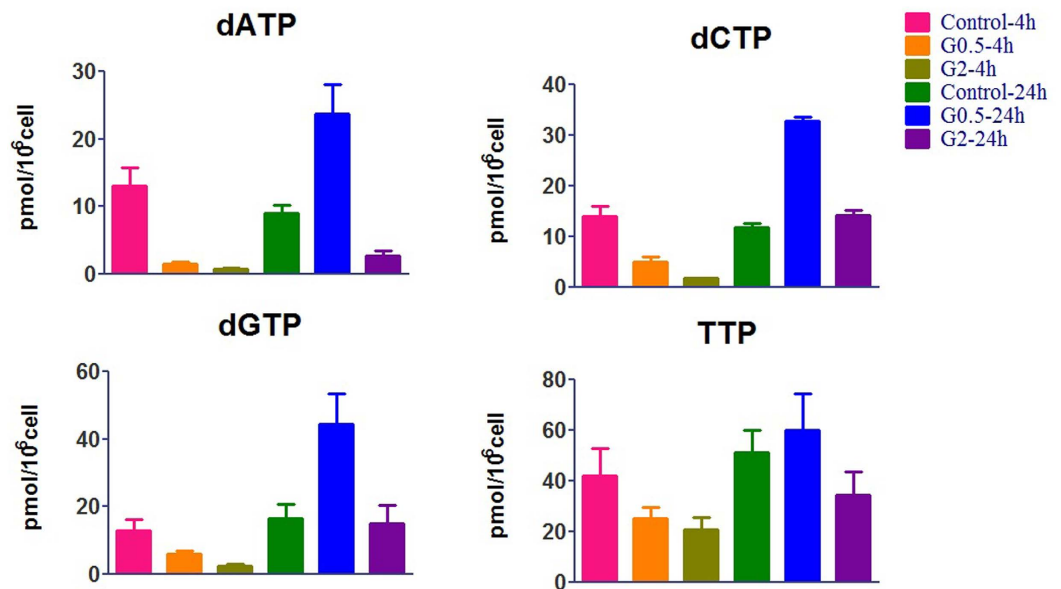 dATP
pmol/10⁶cell
30
20
10
0
dCTP
pmol/10⁶cell
40
30
20
10
0
Control-4h
G0.5-4h
G2-4h
Control-24h
G0.5-24h
G2-24h
dGTP
pmol/10⁶cell
60
40
20
0
TTP
pmol/10⁶cell
80
60
40
20
0